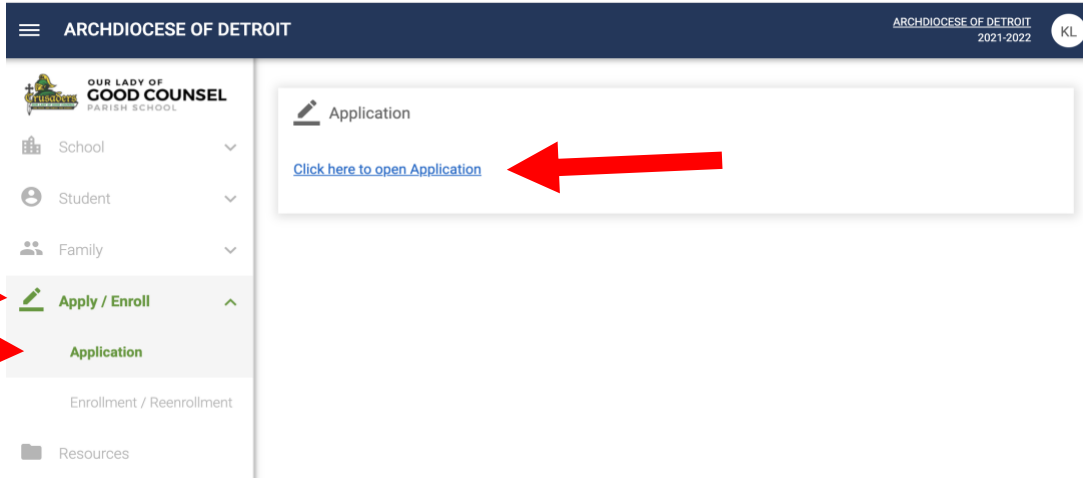 ARCHDIOCESE OF DETROIT
ARCHDIOCESE OF DETROIT
2021-2022
KL
Crusaders
OUR LADY OF
GOOD COUNSEL
PARISH SCHOOL
Application
School
Click here to open Application
Student
Family
Apply / Enroll
Application
Enrollment / Reenrollment
Resources